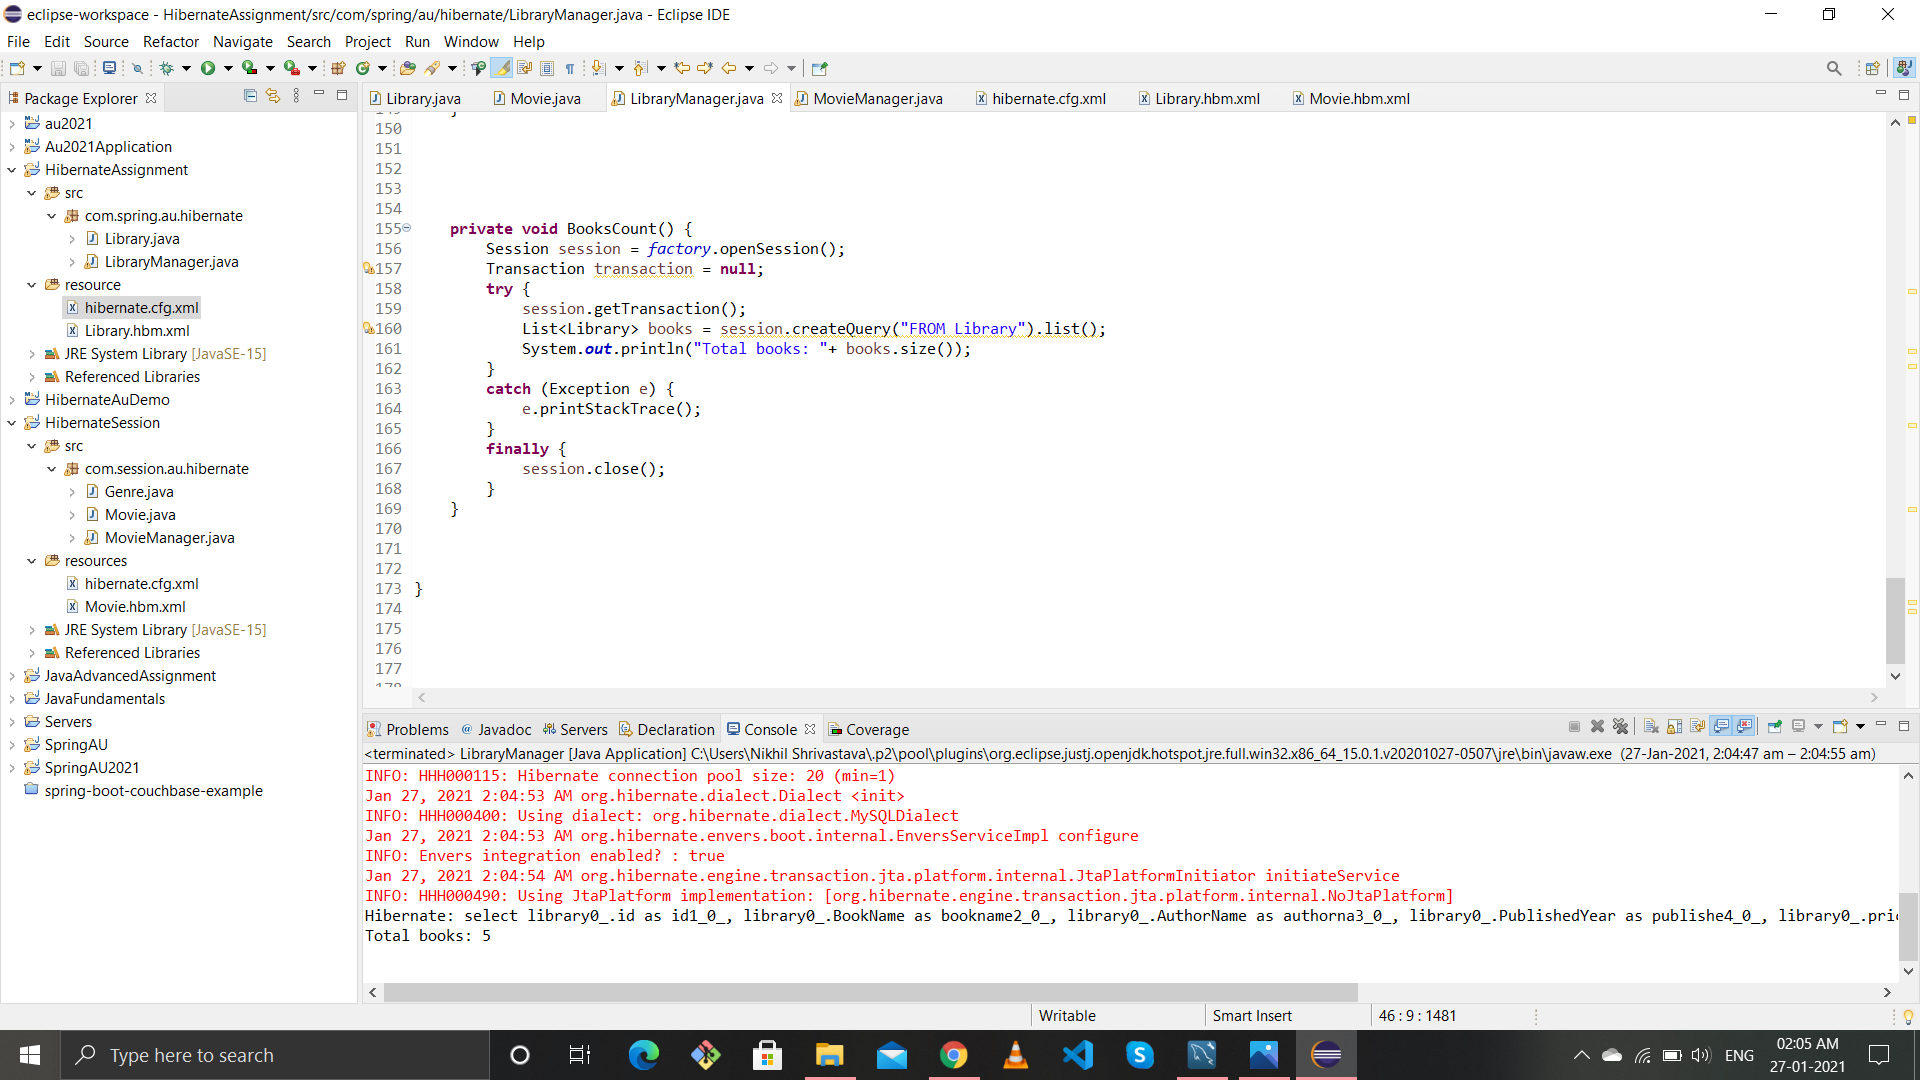 eclipse-workspace - HibernateAssignment/src/com/spring/au/hibernate/LibraryManager.java - Eclipse IDE
File Edit Source Refactor Navigate Search Project Run Window Help
Package Explorer
au2021
Au2021Application
HibernateAssignment
src
com.spring.au.hibernate
Library.java
LibraryManager.java
resource
hibernate.cfg.xml
Library.hbm.xml
JRE System Library [JavaSE-15]
Referenced Libraries
HibernateAuDemo
HibernateSession
src
com.session.au.hibernate
Genre.java
Movie.java
MovieManager.java
resources
hibernate.cfg.xml
Movie.hbm.xml
JRE System Library [JavaSE-15]
Referenced Libraries
JavaAdvancedAssignment
JavaFundamentals
Servers
SpringAU
SpringAU2021
spring-boot-couchbase-example
Library.java Movie.java LibraryManager.java MovieManager.java hibernate.cfg.xml Library.hbm.xml Movie.hbm.xml
150
151
152
153
154
155 private void BooksCount() {
156 Session session = factory.openSession();
157 Transaction transaction = null;
158 try {
159 session.getTransaction();
160 List<Library> books = session.createQuery("FROM Library").list();
161 System.out.println("Total books: "+ books.size());
162 }
163 catch (Exception e) {
164 e.printStackTrace();
165 }
166 finally {
167 session.close();
168 }
169 }
170
171
172
173 }
174
175
176
177
Problems Javadoc Servers Declaration Console Coverage
<terminated> LibraryManager [Java Application] C:\Users\Nikhil Shrivastava\.p2\pool\plugins\org.eclipse.justj.openjdk.hotspot.jre.full.win32.x86_64_15.0.1.v20201027-0507\jre\bin\javaw.exe (27-Jan-2021, 2:04:47 am – 2:04:55 am)
INFO: HHH000115: Hibernate connection pool size: 20 (min=1)
Jan 27, 2021 2:04:53 AM org.hibernate.dialect.Dialect <init>
INFO: HHH000400: Using dialect: org.hibernate.dialect.MySQLDialect
Jan 27, 2021 2:04:53 AM org.hibernate.envers.boot.internal.EnversServiceImpl configure
INFO: Envers integration enabled? : true
Jan 27, 2021 2:04:54 AM org.hibernate.engine.transaction.jta.platform.internal.JtaPlatformInitiator initiateService
INFO: HHH000490: Using JtaPlatform implementation: [org.hibernate.engine.transaction.jta.platform.internal.NoJtaPlatform]
Hibernate: select library0_.id as id1_0_, library0_.BookName as bookname2_0_, library0_.AuthorName as authorna3_0_, library0_.PublishedYear as publishe4_0_, library0_.pric
Total books: 5
Writable Smart Insert 46 : 9 : 1481
Type here to search
ENG
02:05 AM
27-01-2021